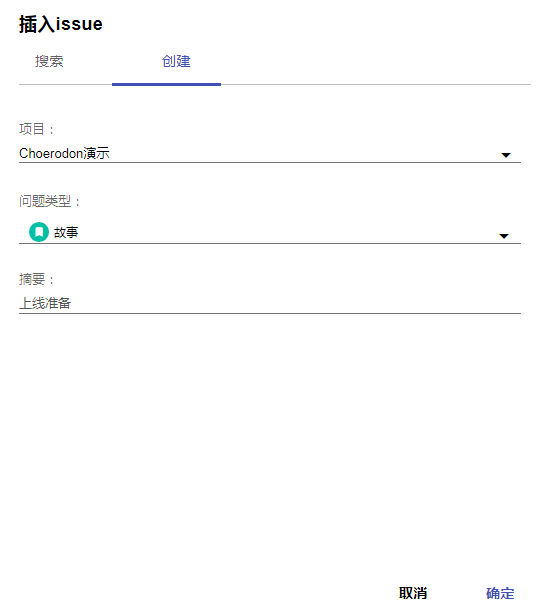 插入issue
搜索 创建
项目：
Choerodon演示
问题类型：
故事
摘要：
上线准备
取消 确定